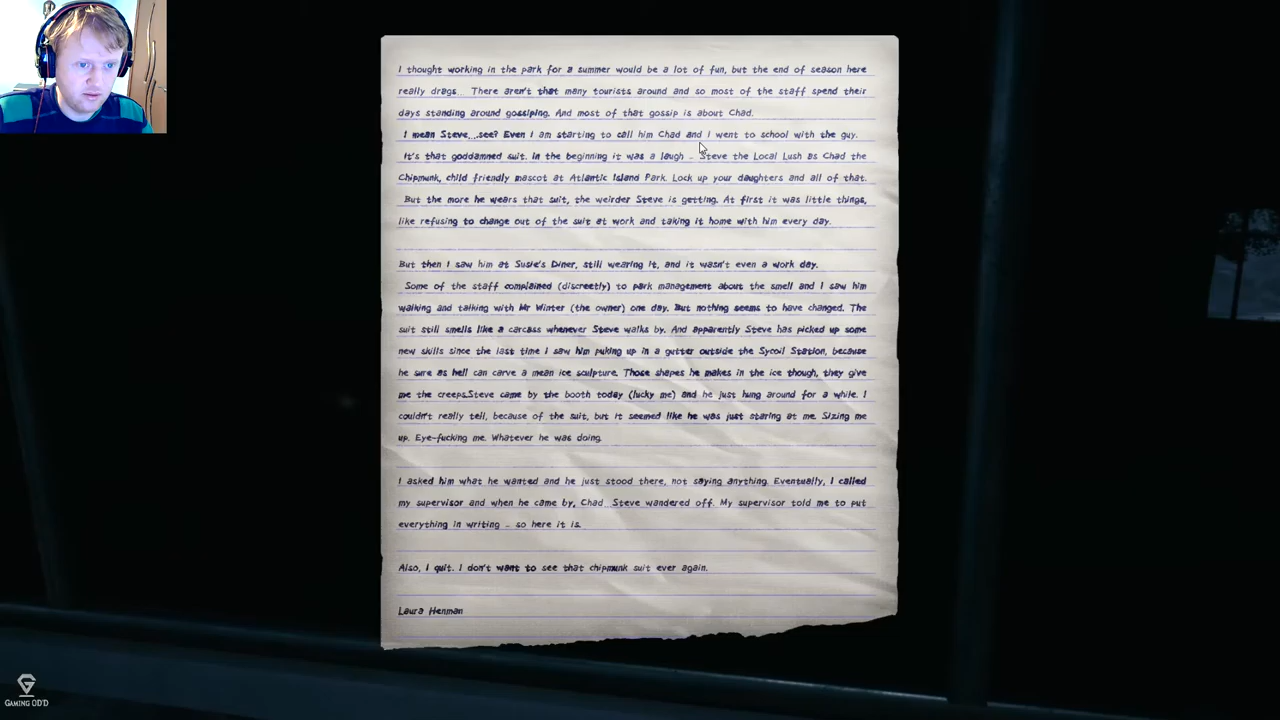 I thought working in the park for a summer would be a lot of fun, but the end of season here
really drags... There aren't that many tourists around and so most of the staff spend their
days standing around gossiping. And most of that gossip is about Chad.
I mean Steve...see? Even I am starting to call him Chad and I went to school with the guy.
It's that goddamned suit. In the beginning it was a laugh - Steve the Local Lush as Chad the
Chipmunk, child friendly mascot at Atlantic Island Park. Lock up your daughters and all of that.
But the more he wears that suit, the weirder Steve is getting. At first it was little things,
like refusing to change out of the suit at work and taking it home with him every day.
But then I saw him at Susie's Diner, still wearing it, and it wasn't even a work day.
Some of the staff complained (discreetly) to park management about the smell and I saw him
walking and talking with Mr Winter (the owner) one day. But nothing seems to have changed. The
suit still smells like a carcass whenever Steve walks by. And apparently Steve has picked up some
new skills since the last time I saw him puking up in a gutter outside the Sycoil Station, because
he sure as hell can carve a mean ice sculpture. Those shapes he makes in the ice though, they give
me the creeps.Steve came by the booth today (lucky me) and he just hung around for a while. I
couldn't really tell, because of the suit, but it seemed like he was just staring at me. Sizing me
up. Eye-fucking me. Whatever he was doing.
I asked him what he wanted and he just stood there, not saying anything. Eventually, I called
my supervisor and when he came by, Chad...Steve wandered off. My supervisor told me to put
everything in writing - so here it is.
Also, I quit. I don't want to see that chipmunk suit ever again.
Laura Henman
GAMING OD'D